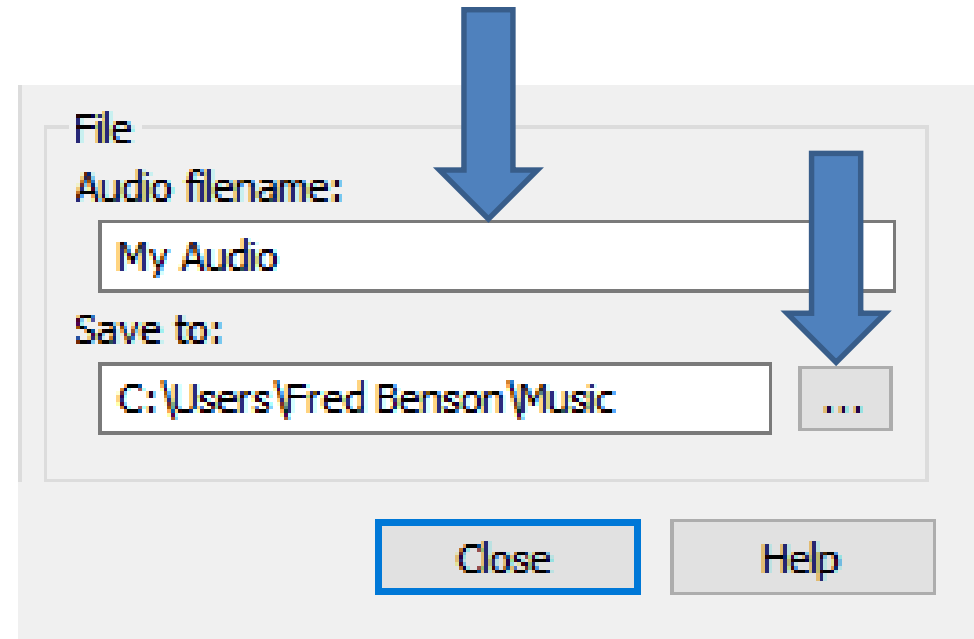 File
Audio filename:
My Audio
Save to:
C:\Users\Fred Benson\Music
...
Close
Help